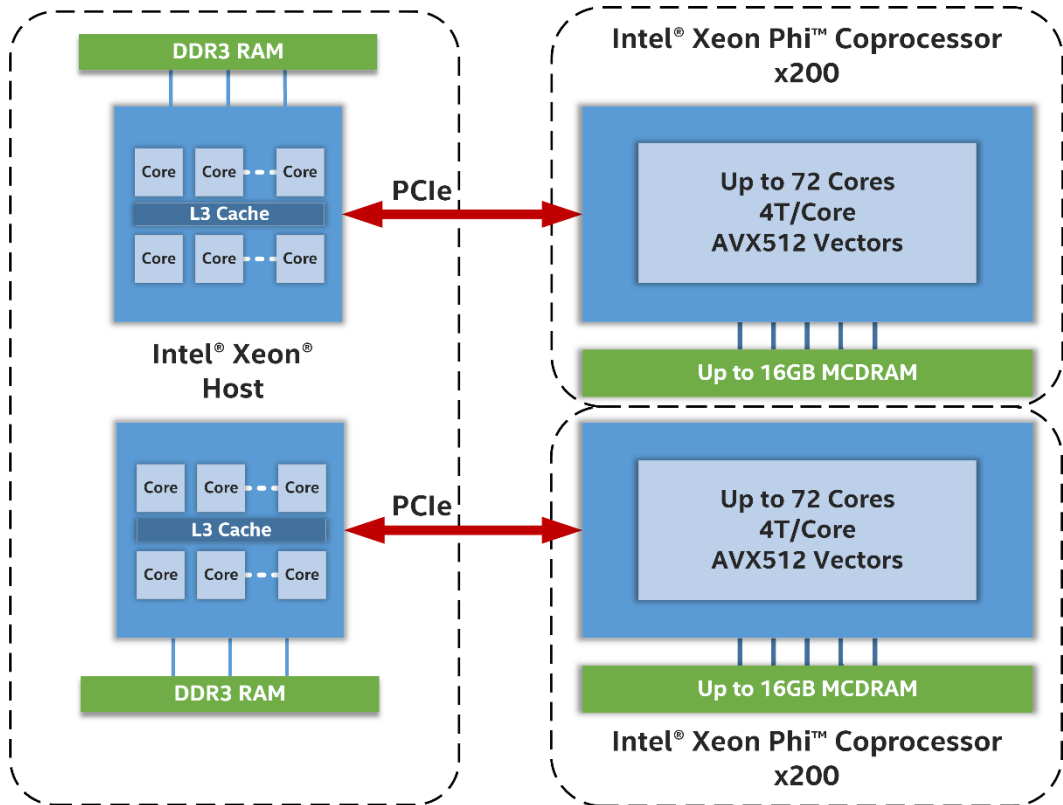 DDR3 RAM
Core Core Core
L3 Cache
Core Core Core
Intel® Xeon®
Host
Core Core Core
L3 Cache
Core Core Core
DDR3 RAM
PCIe
PCIe
Intel® Xeon Phi™ Coprocessor
x200
Up to 72 Cores
4T/Core
AVX512 Vectors
Up to 16GB MCDRAM
Up to 72 Cores
4T/Core
AVX512 Vectors
Up to 16GB MCDRAM
Intel® Xeon Phi™ Coprocessor
x200